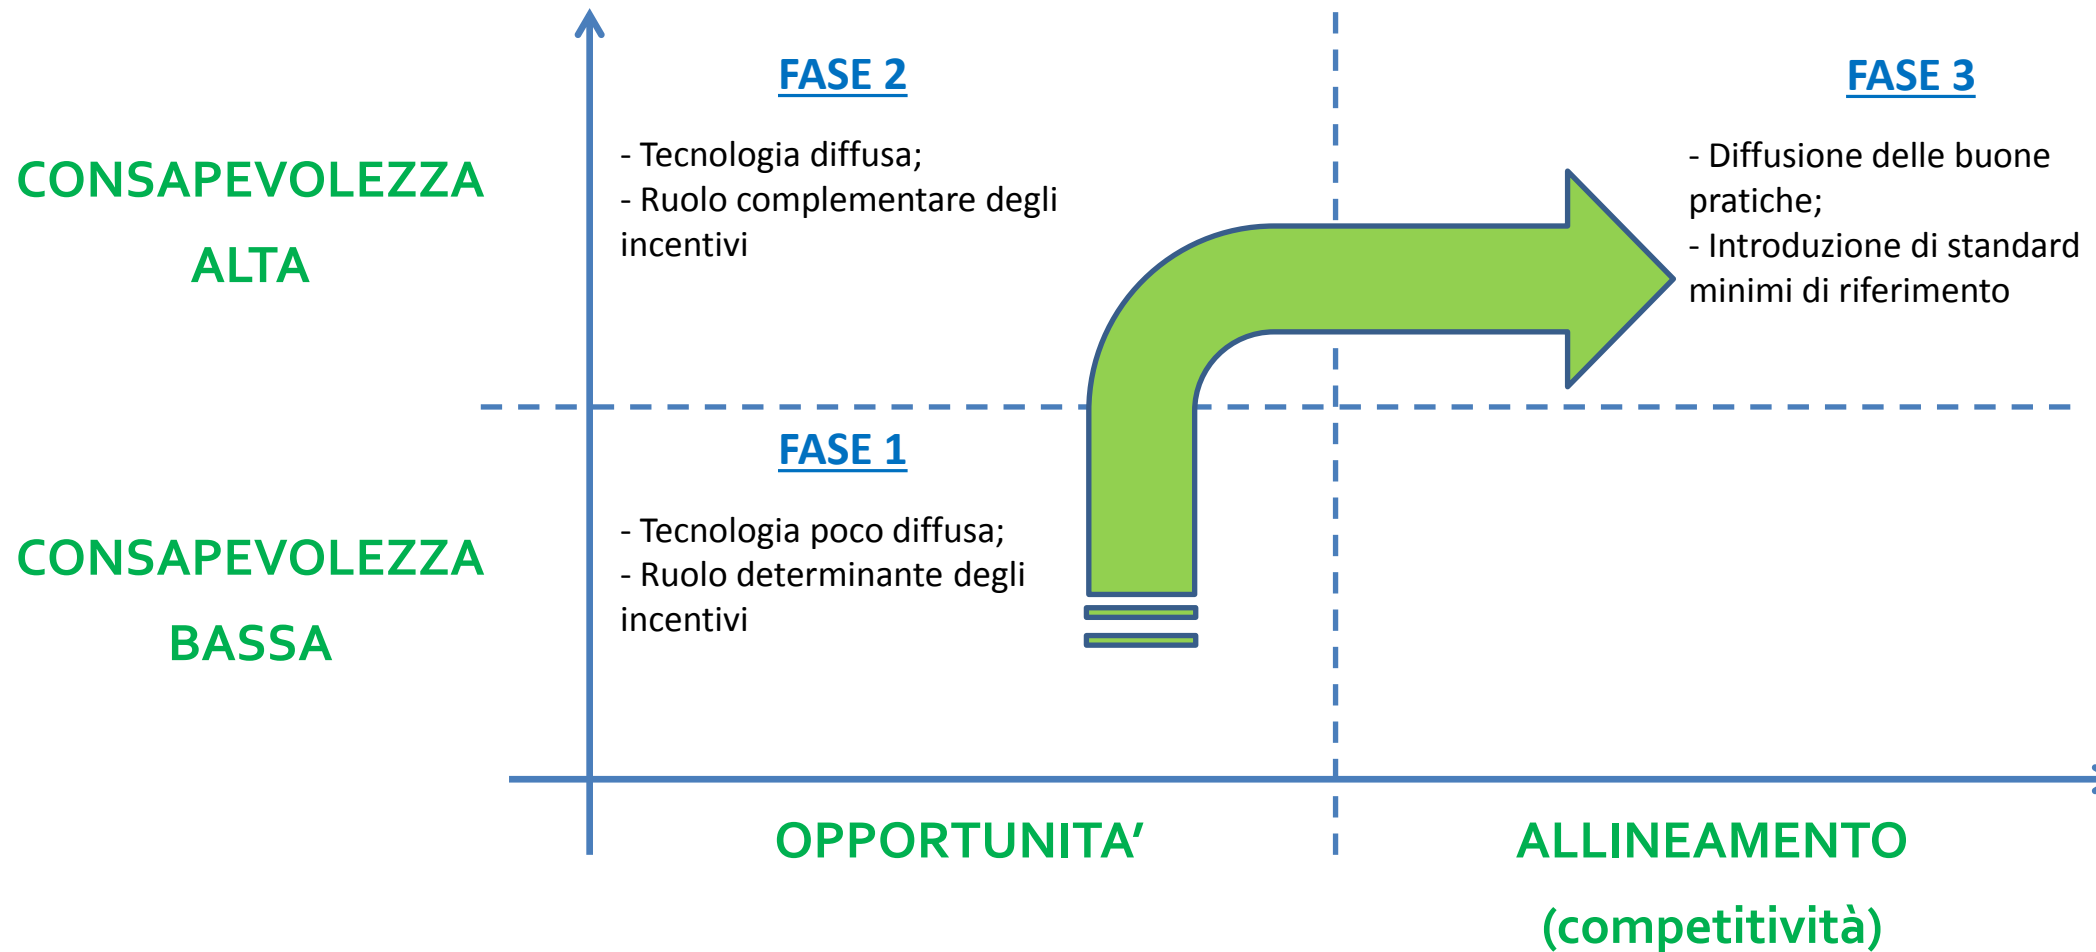 FASE 2
- Tecnologia diffusa;
- Ruolo complementare degli
incentivi
FASE 3
- Diffusione delle buone
pratiche;
- Introduzione di standard
minimi di riferimento
CONSAPEVOLEZZA
ALTA
FASE 1
- Tecnologia poco diffusa;
- Ruolo determinante degli
incentivi
CONSAPEVOLEZZA
BASSA
OPPORTUNITA’
ALLINEAMENTO
(competitività)